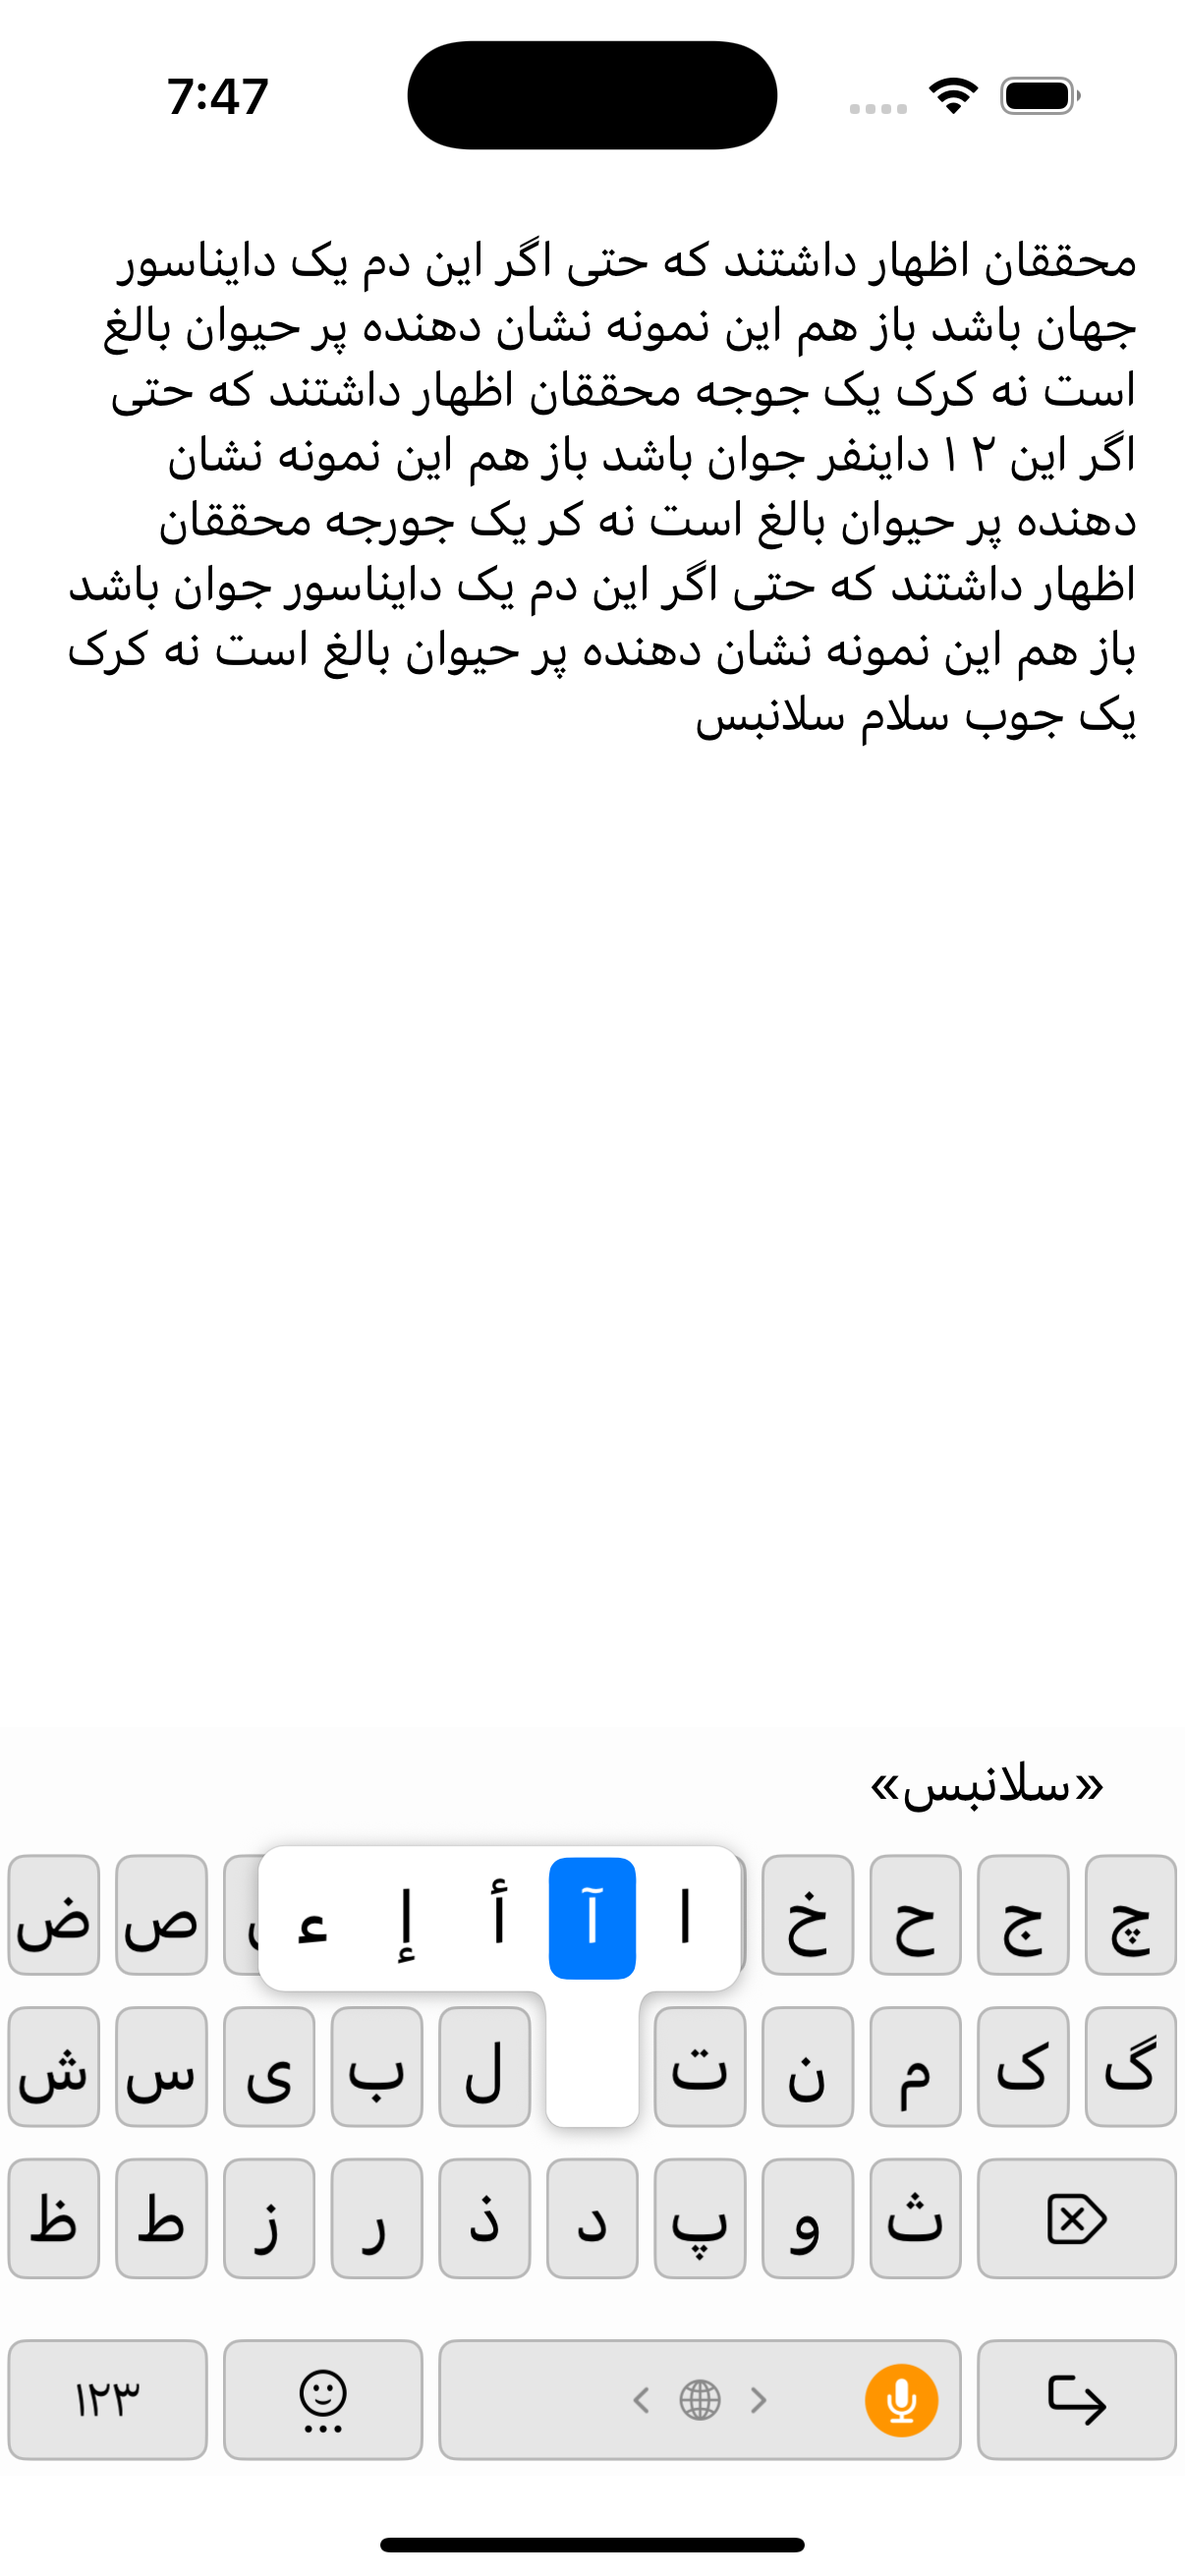 7:47
محققان اظهار داشتند که حتی اگر این دم یک دایناسور
جهان باشد باز هم این نمونه نشان دهنده پر حیوان بالغ
است نه کرک یک جوجه محققان اظهار داشتند که حتی
اگر این ۱۲ داینفر جوان باشد باز هم این نمونه نشان
دهنده پر حیوان بالغ است نه کر یک جورجه محققان
اظهار داشتند که حتی اگر این دم یک دایناسور جوان باشد
باز هم این نمونه نشان دهنده پر حیوان بالغ است نه کرک
یک جوب سلام سلانبس
«سلانبس»
ا آ أ إ ء
چ ج ح خ ص ض
گ ک م ن ت ل ب ی س ش
ث و پ د ذ ر ز ط ظ
۱۲۳